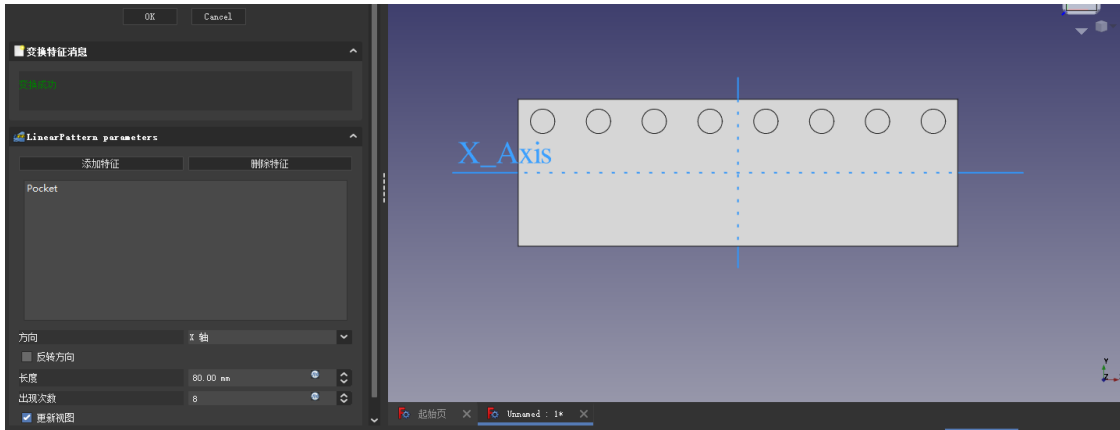 OK Cancel
变换特征消息
变换成功
LinearPattern parameters
添加特征 删除特征
Pocket
方向 X 轴
反转方向
长度 80.00 mm
出现次数 8
更新视图
X_Axis
Y
Z
起始页 Unnamed : 1*